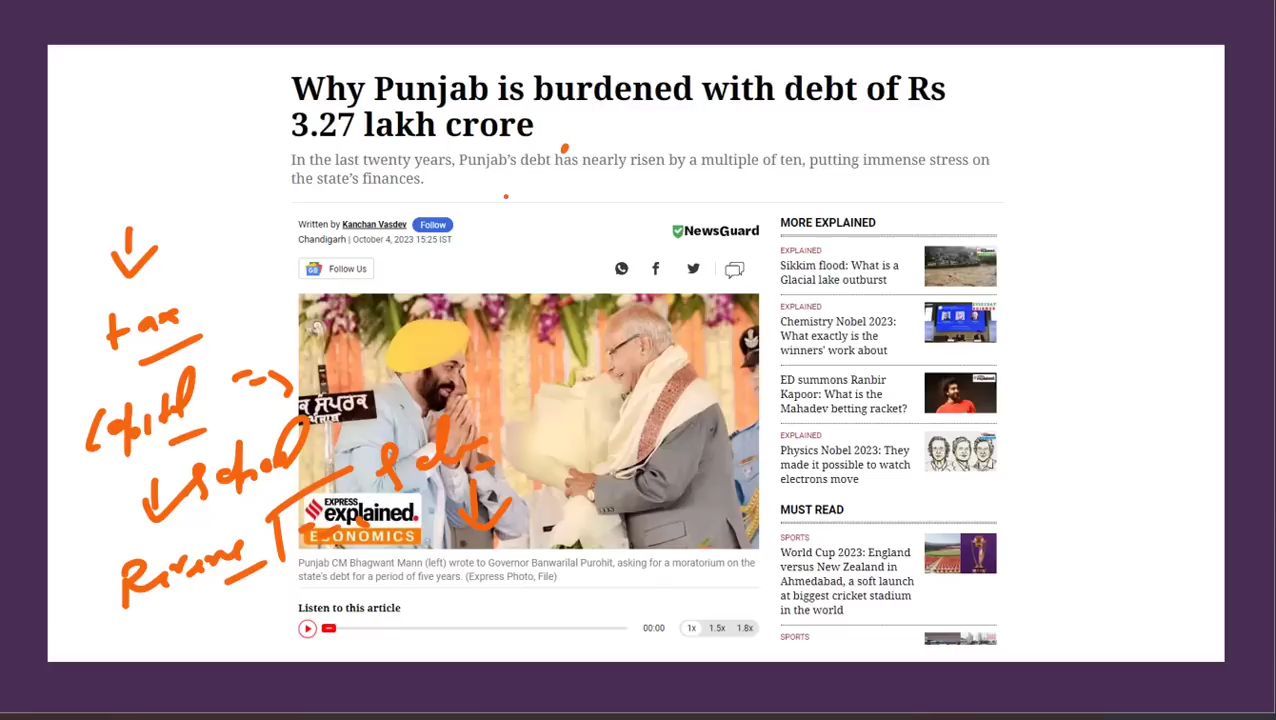 Why Punjab is burdened with debt of Rs
3.27 lakh crore
In the last twenty years, Punjab's debt has nearly risen by a multiple of ten, putting immense stress on
the state's finances.
Written by Kanchan Vasdev Follow
Chandigarh | October 4, 2023 15:25 IST
NewsGuard
Follow Us
ਸੰਪਰਕ
EXPRESS
explained.
ECONOMICS
Punjab CM Bhagwant Mann (left) wrote to Governor Banwarilal Purohit, asking for a moratorium on the
state's debt for a period of five years. (Express Photo, File)
Listen to this article
00:00 1x 1.5x 1.8x
MORE EXPLAINED
EXPLAINED
Sikkim flood: What is a
Glacial lake outburst
EXPLAINED
Chemistry Nobel 2023:
What exactly is the
winners' work about
ED summons Ranbir
Kapoor: What is the
Mahadev betting racket?
EXPLAINED
Physics Nobel 2023: They
made it possible to watch
electrons move
MUST READ
SPORTS
World Cup 2023: England
versus New Zealand in
Ahmedabad, a soft launch
at biggest cricket stadium
in the world
SPORTS
tax
Capital
School
Revenue